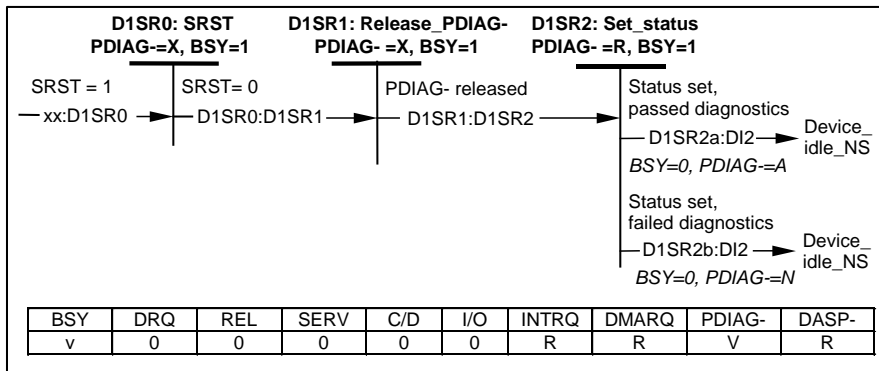 D1SR0: SRST
PDIAG-=X, BSY=1
D1SR1: Release_PDIAG-
PDIAG- =X, BSY=1
D1SR2: Set_status
PDIAG- =R, BSY=1
SRST = 1
xx:D1SR0
SRST= 0
D1SR0:D1SR1
PDIAG- released
D1SR1:D1SR2
Status set,
passed diagnostics
D1SR2a:DI2
BSY=0, PDIAG-=A
Device_
idle_NS
Status set,
failed diagnostics
D1SR2b:DI2
BSY=0, PDIAG-=N
Device_
idle_NS
BSY DRQ REL SERV C/D I/O INTRQ DMARQ PDIAG- DASP-
v 0 0 0 0 0 R R V R